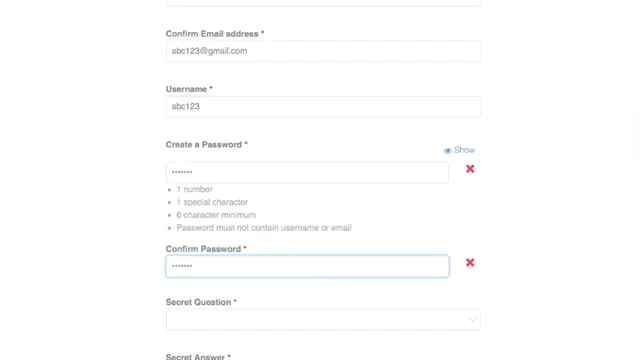 Confirm Email address *
abc123@gmail.com
Username *
abc123
Create a Password *
Show
•••••••
• 1 number
• 1 special character
• 6 character minimum
• Password must not contain username or email
Confirm Password *
•••••••
Secret Question *
Secret Answer *